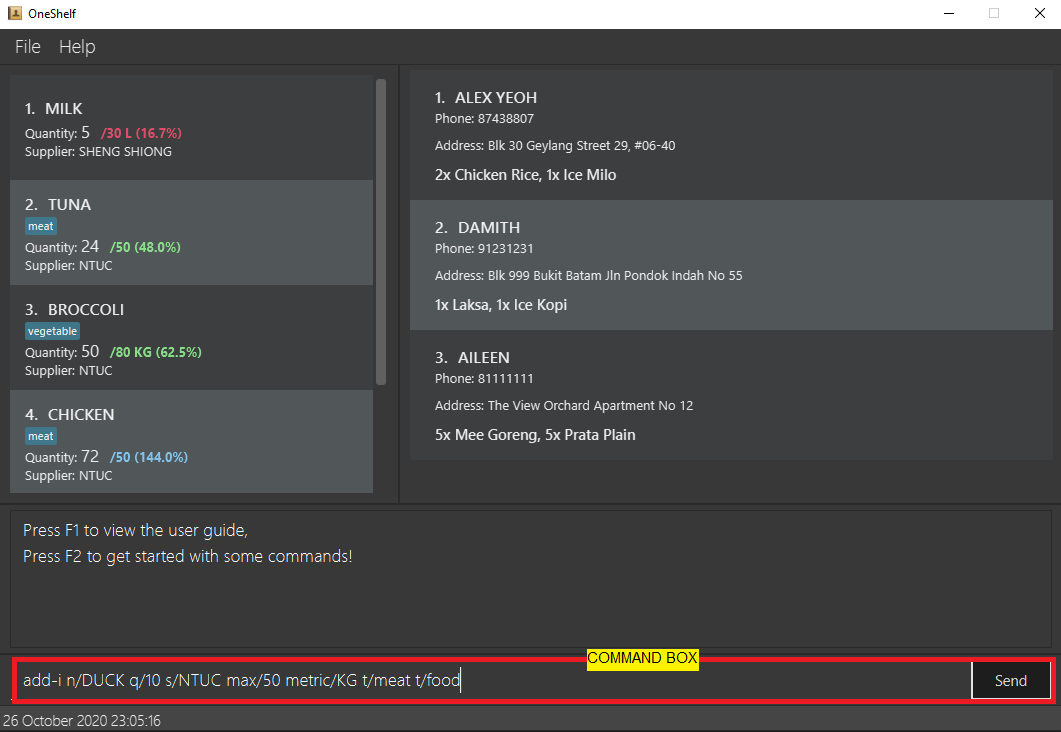 OneShelf
File Help
1. MILK
Quantity: 5 /30 L (16.7%)
Supplier: SHENG SHIONG
2. TUNA
meat
Quantity: 24 /50 (48.0%)
Supplier: NTUC
3. BROCCOLI
vegetable
Quantity: 50 /80 KG (62.5%)
Supplier: NTUC
4. CHICKEN
meat
Quantity: 72 /50 (144.0%)
Supplier: NTUC
1. ALEX YEOH
Phone: 87438807
Address: Blk 30 Geylang Street 29, #06-40
2x Chicken Rice, 1x Ice Milo
2. DAMITH
Phone: 91231231
Address: Blk 999 Bukit Batam Jln Pondok Indah No 55
1x Laksa, 1x Ice Kopi
3. AILEEN
Phone: 81111111
Address: The View Orchard Apartment No 12
5x Mee Goreng, 5x Prata Plain
Press F1 to view the user guide,
Press F2 to get started with some commands!
COMMAND BOX
add-i n/DUCK q/10 s/NTUC max/50 metric/KG t/meat t/food
Send
26 October 2020 23:05:16